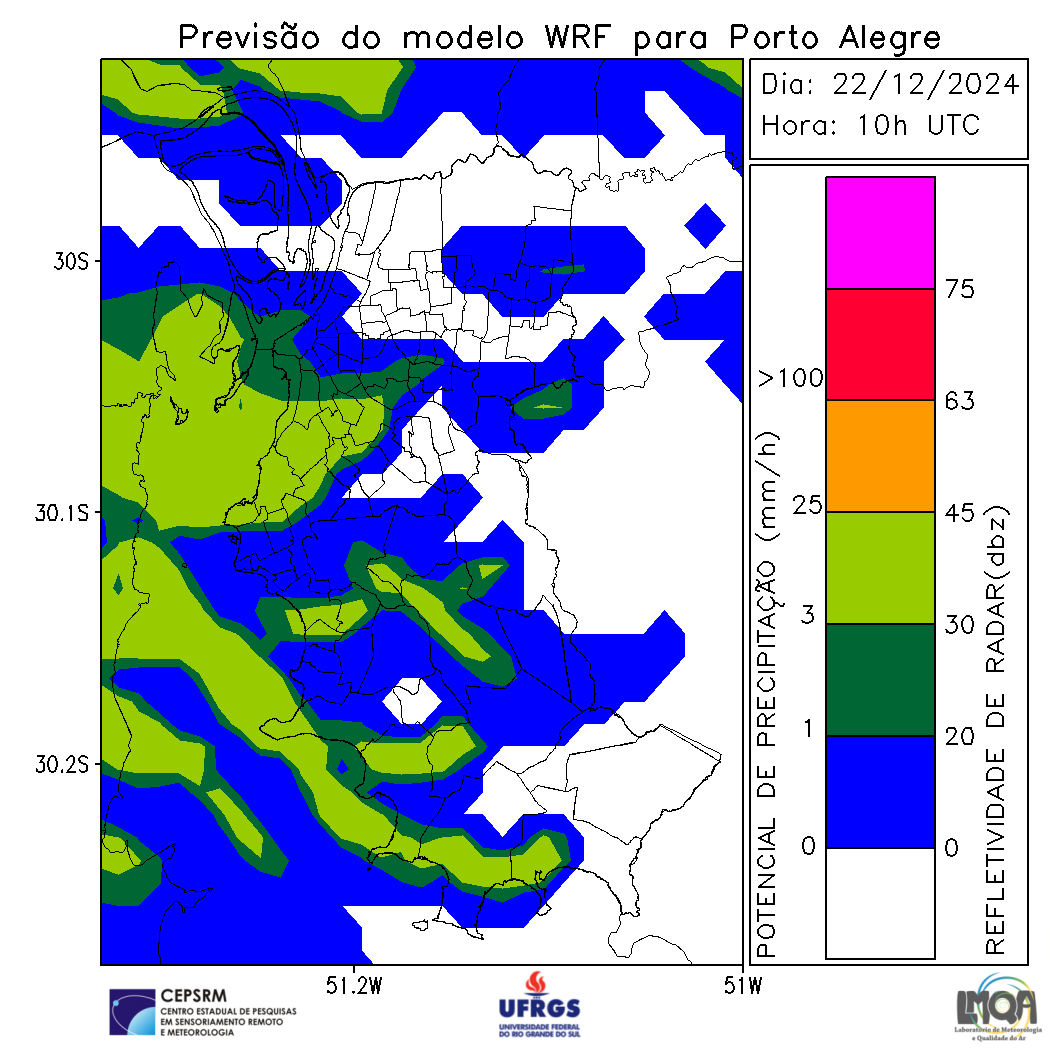 Previsão do modelo WRF para Porto Alegre
Dia: 22/12/2024
Hora: 10h UTC
30S
30.1S
30.2S
51.2W
51W
POTENCIAL DE PRECIPITAÇÃO (mm/h)
>100
25
3
1
0
75
63
45
30
20
0
REFLETIVIDADE DE RADAR(dbz)
CEPSRM
CENTRO ESTADUAL DE PESQUISAS
EM SENSORIAMENTO REMOTO
E METEOROLOGIA
UFRGS
UNIVERSIDADE FEDERAL
DO RIO GRANDE DO SUL
LMQA
Laboratório de Meteorologia
e Qualidade do Ar